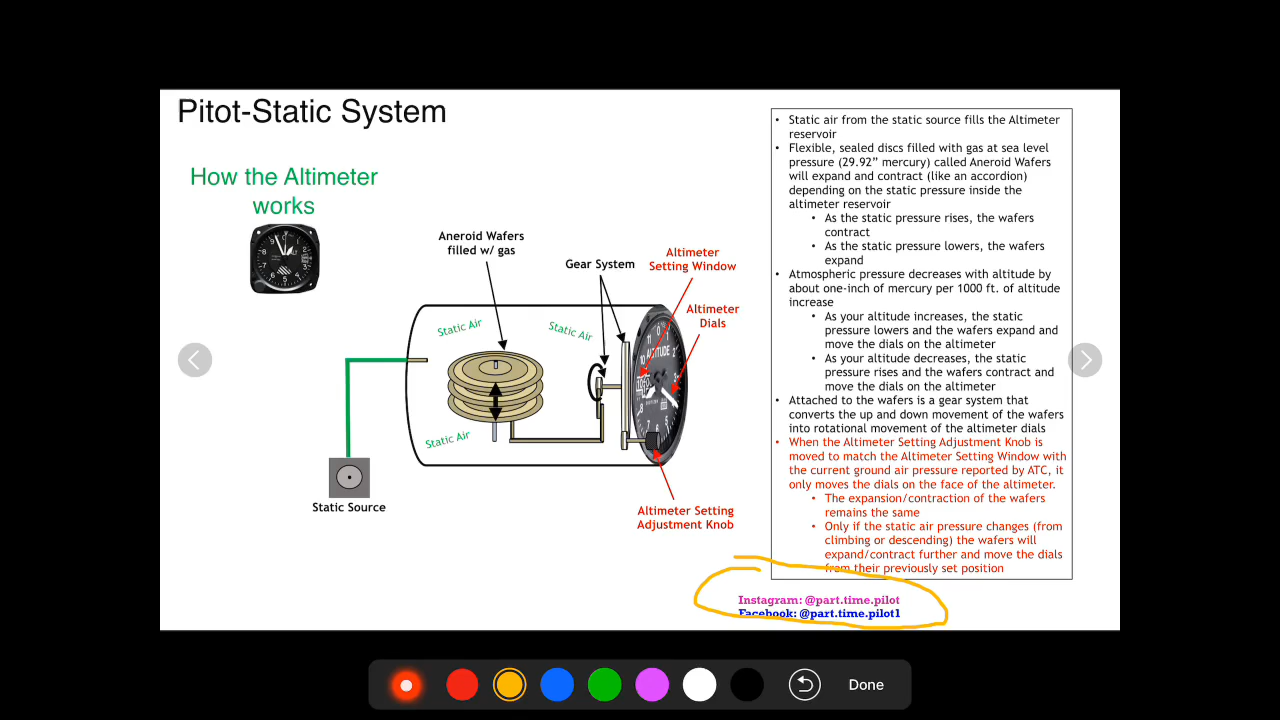 Pitot-Static System
How the Altimeter
works
Aneroid Wafers
filled w/ gas
Gear System
Altimeter
Setting Window
Altimeter
Dials
Static Air
Static Air
Static Air
ALTITUDE
Static Source
Altimeter Setting
Adjustment Knob
• Static air from the static source fills the Altimeter
reservoir
• Flexible, sealed discs filled with gas at sea level
pressure (29.92” mercury) called Aneroid Wafers
will expand and contract (like an accordion)
depending on the static pressure inside the
altimeter reservoir
• As the static pressure rises, the wafers
contract
• As the static pressure lowers, the wafers
expand
• Atmospheric pressure decreases with altitude by
about one-inch of mercury per 1000 ft. of altitude
increase
• As your altitude increases, the static
pressure lowers and the wafers expand and
move the dials on the altimeter
• As your altitude decreases, the static
pressure rises and the wafers contract and
move the dials on the altimeter
• Attached to the wafers is a gear system that
converts the up and down movement of the wafers
into rotational movement of the altimeter dials
• When the Altimeter Setting Adjustment Knob is
moved to match the Altimeter Setting Window with
the current ground air pressure reported by ATC, it
only moves the dials on the face of the altimeter.
• The expansion/contraction of the wafers
remains the same
• Only if the static air pressure changes (from
climbing or descending) the wafers will
expand/contract further and move the dials
from their previously set position
Instagram: @part.time.pilot
Facebook: @part.time.pilot1
Done